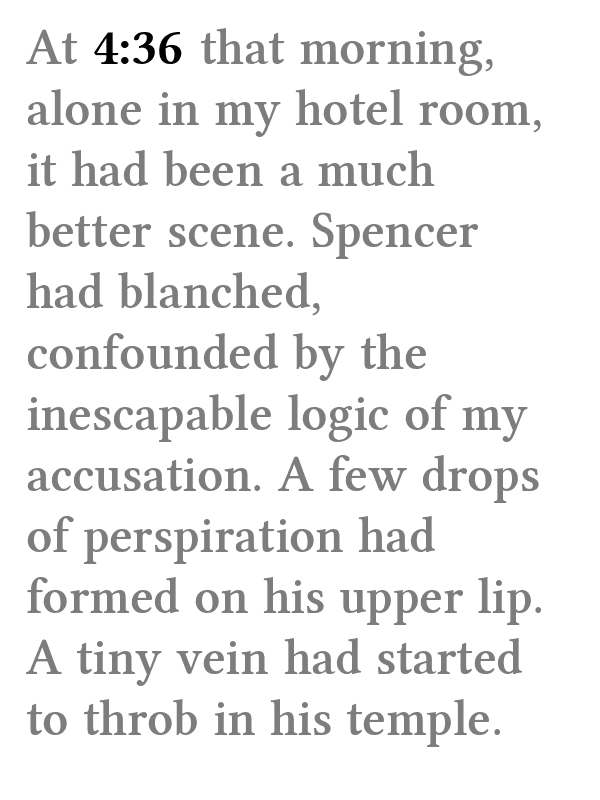 At 4:36 that morning,
alone in my hotel room,
it had been a much
better scene. Spencer
had blanched,
confounded by the
inescapable logic of my
accusation. A few drops
of perspiration had
formed on his upper lip.
A tiny vein had started
to throb in his temple.